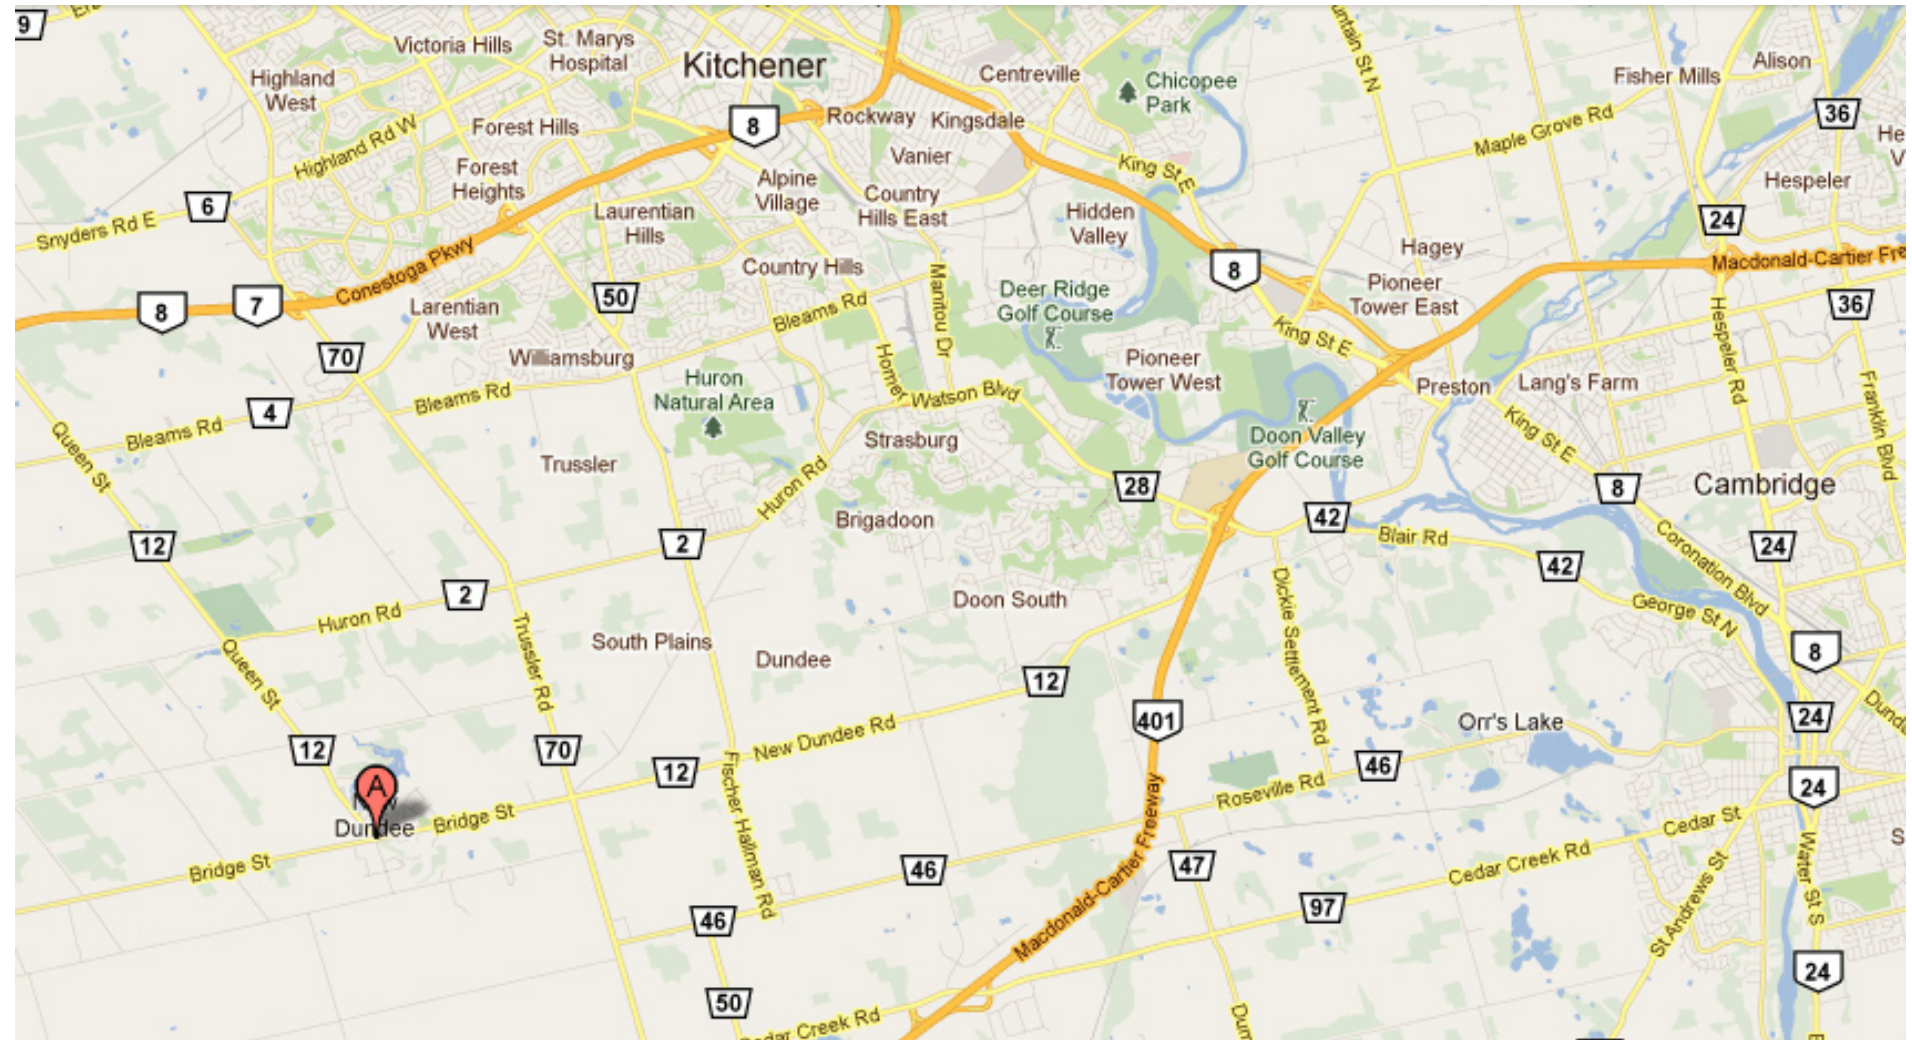 9
Victoria Hills
St. Marys
Hospital
Kitchener
Highland
West
Centreville
Chicopee
Park
Fisher Mills
Alison
36
8
Rockway
Kingsdale
Forest Hills
Highland Rd W
Maple Grove Rd
He
V
Forest
Heights
Vanier
King St E
Alpine
Village
Country
Hills East
Hespeler
6
Snyders Rd E
Laurentian
Hills
Hidden
Valley
24
Conestoga Pkwy
Country Hills
Hagey
8
Macdonald-Cartier Fre
Pioneer
Tower East
Deer Ridge
Golf Course
Manitou Dr
50
8
7
Larentian
West
Bleams Rd
36
King St E
Hespeler Rd
70
Williamsburg
Homer
Pioneer
Tower West
Huron
Natural Area
Watson Blvd
Preston
Lang's Farm
Bleams Rd
4
Bleams Rd
Franklin Blvd
King St E
Queen St
Strasburg
Doon Valley
Golf Course
Trussler
Huron Rd
28
8
Cambridge
Brigadoon
42
Blair Rd
12
2
24
42
Coronation Blvd
2
Huron Rd
Doon South
Dickie Settlement Rd
George St N
Trussler Rd
South Plains
Dundee
8
Queen St
12
401
Orr's Lake
24
Dunda
New Dundee Rd
12
70
12
46
Fischer Hallman Rd
A
Dundee
Bridge St
Roseville Rd
24
Cedar St
Macdonald-Cartier Freeway
Water St S
S
Bridge St
46
47
Cedar Creek Rd
St Andrews St
46
97
50
24
edar Creek Rd
Dum